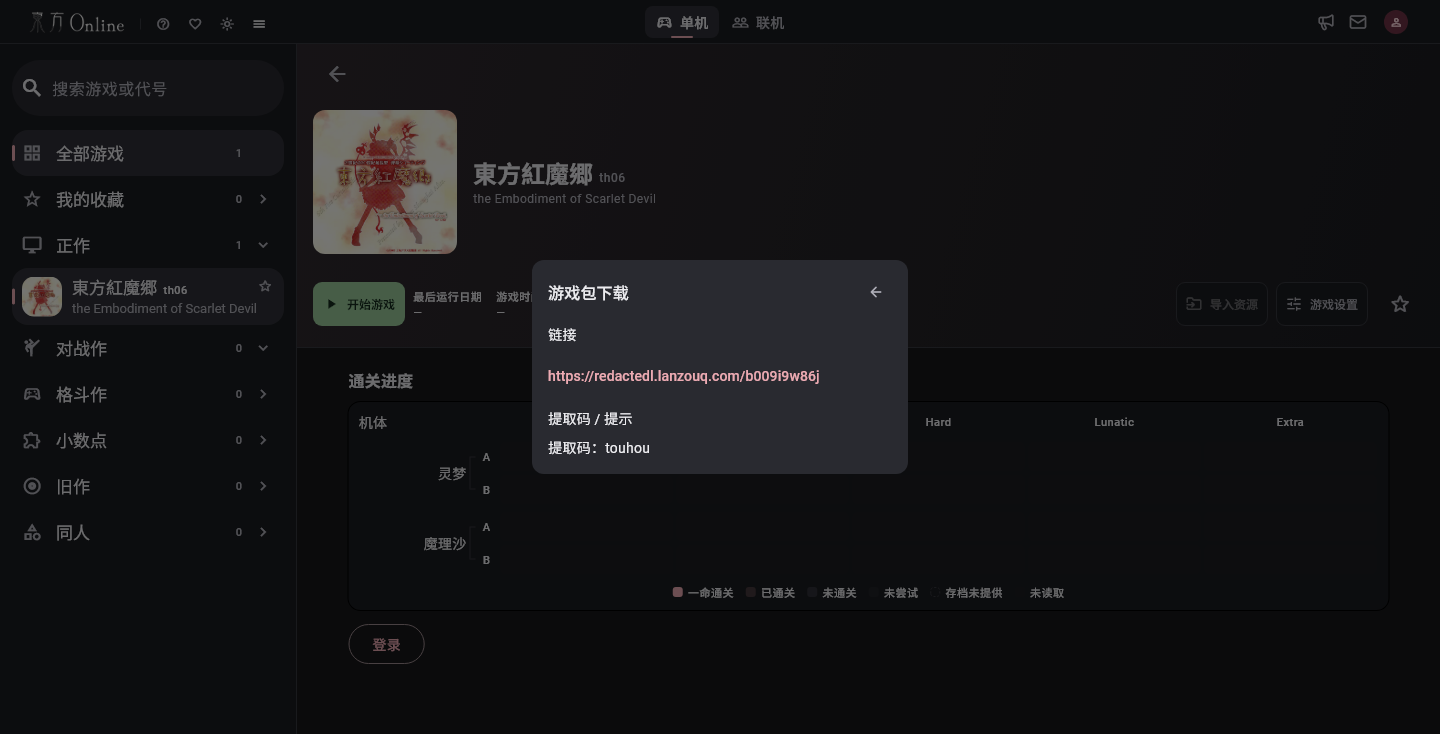 東方Online
单机
联机
搜索游戏或代号
全部游戏 1
我的收藏 0
正作 1
東方紅魔郷 th06
the Embodiment of Scarlet Devil
对战作 0
格斗作 0
小数点 0
旧作 0
同人 0
東方紅魔郷 th06
the Embodiment of Scarlet Devil
开始游戏
最后运行日期
—
游戏时
—
导入资源
游戏设置
游戏包下载
链接
https://redactedl.lanzouq.com/b009i9w86j
提取码 / 提示
提取码：touhou
通关进度
机体 Hard Lunatic Extra
灵梦
A
B
魔理沙
A
B
一命通关 已通关 未通关 未尝试 存档未提供 未读取
登录